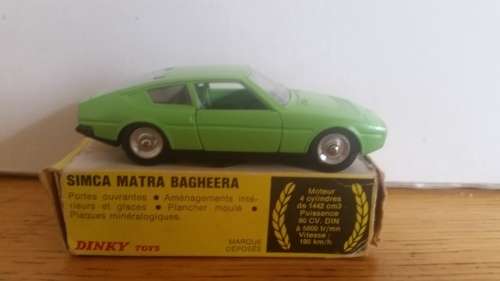 SIMCA MATRA BAGHEERA
Portes ouvrantes ● Aménagements inté-
rieurs et glaces ● Plancher moulé ●
Plaques minéralogiques.
DINKY TOYS
MARQUE
DÉPOSÉE
Moteur
4 cylindres
de 1442 cm3
Puissance
90 CV. DIN
à 5800 tr/mn
Vitesse :
185 km/h